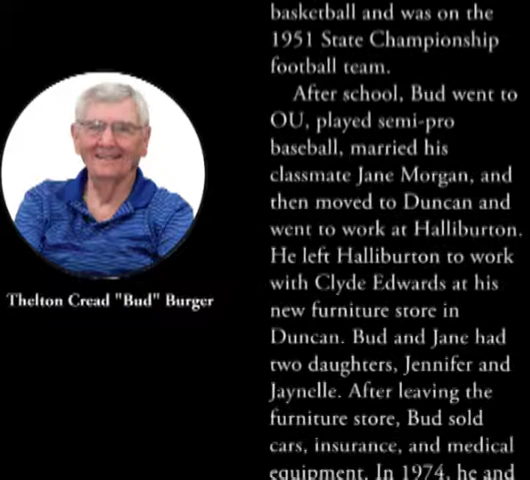 basketball and was on the
1951 State Championship
football team.
After school, Bud went to
OU, played semi-pro
baseball, married his
classmate Jane Morgan, and
then moved to Duncan and
went to work at Halliburton.
He left Halliburton to work
with Clyde Edwards at his
new furniture store in
Duncan. Bud and Jane had
two daughters, Jennifer and
Jaynelle. After leaving the
furniture store, Bud sold
cars, insurance, and medical
equipment. In 1974, he and
Thelton Cread "Bud" Burger